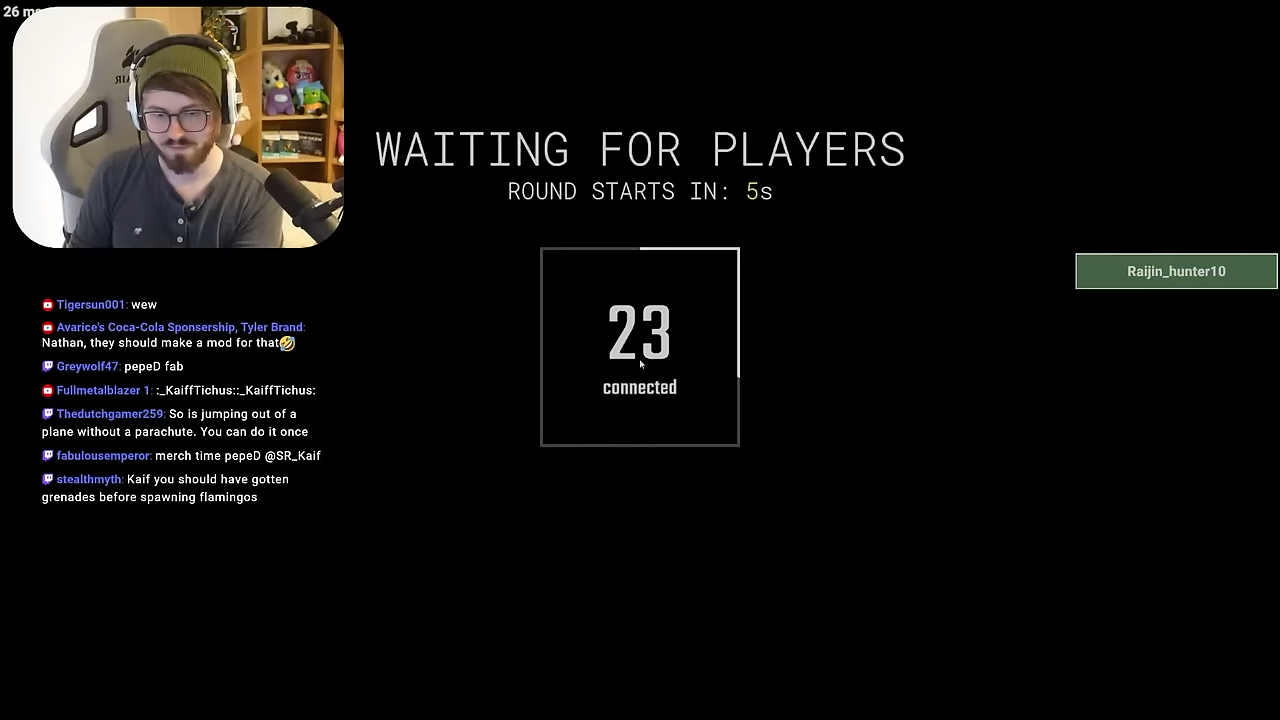 26 ms
WAITING FOR PLAYERS
ROUND STARTS IN: 5s
23
connected
Raijin_hunter10
Tigersun001: wew
Avarice's Coca-Cola Sponsership, Tyler Brand:
Nathan, they should make a mod for that🤣
Greywolf47: pepeD fab
Fullmetalblazer 1: :_KaiffTichus::_KaiffTichus:
Thedutchgamer259: So is jumping out of a
plane without a parachute. You can do it once
fabulousemperor: merch time pepeD @SR_Kaif
stealthmyth: Kaif you should have gotten
grenades before spawning flamingos